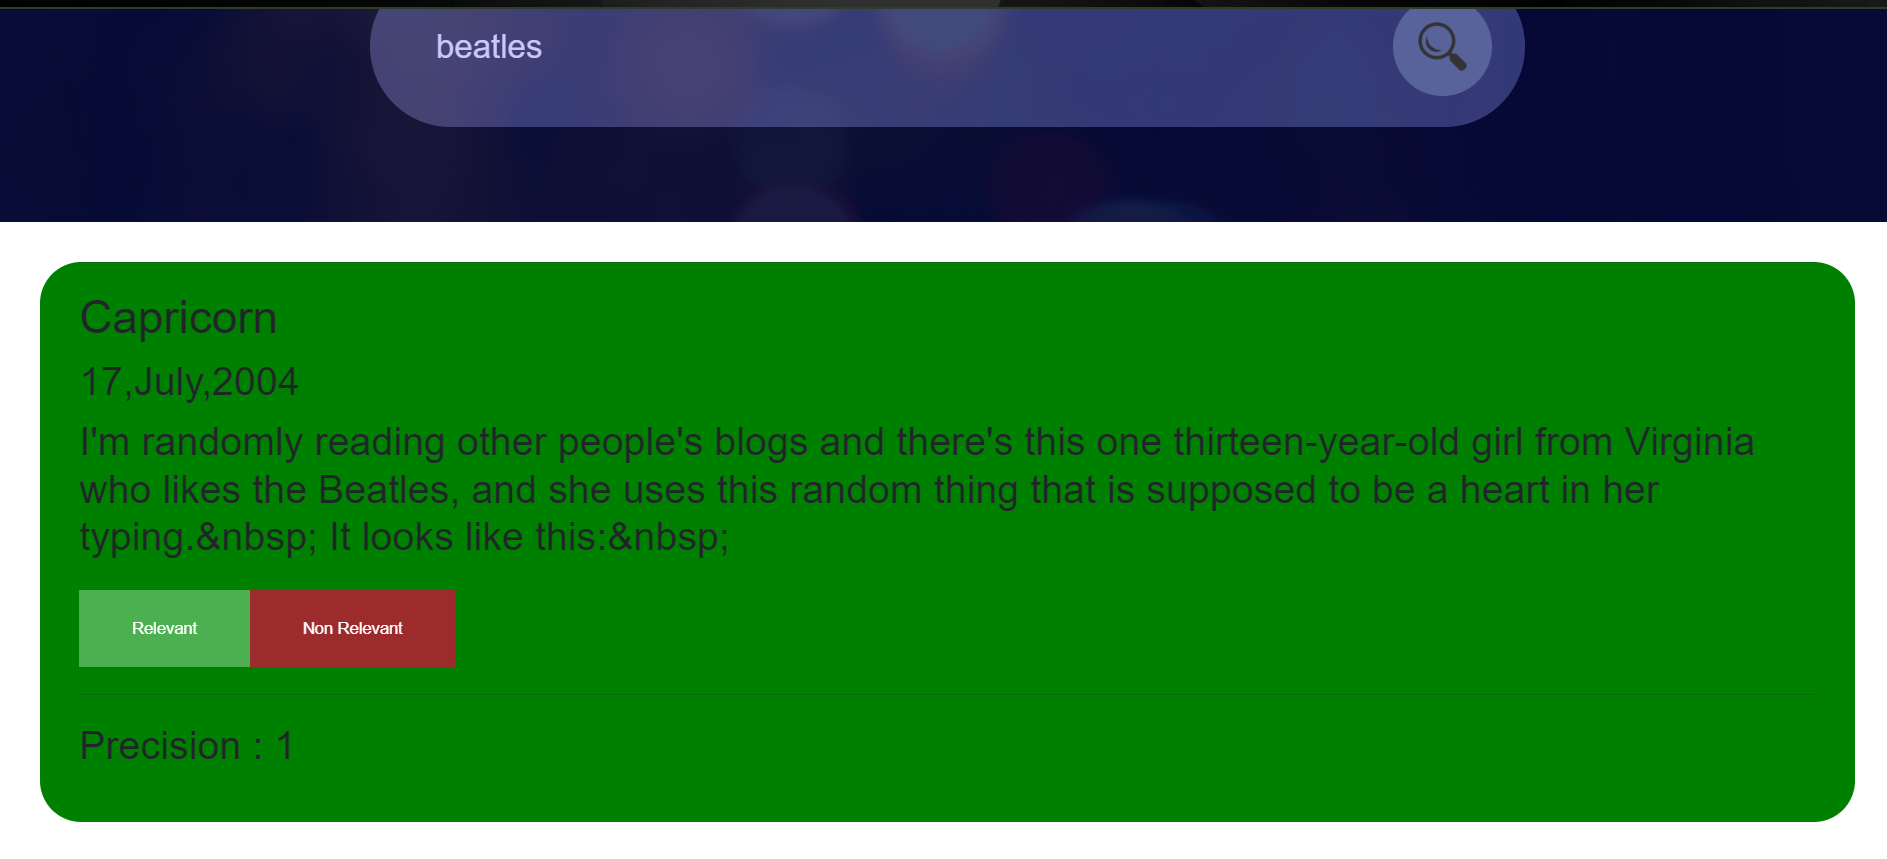 beatles
Capricorn
17,July,2004
I'm randomly reading other people's blogs and there's this one thirteen-year-old girl from Virginia
who likes the Beatles, and she uses this random thing that is supposed to be a heart in her
typing.&nbsp; It looks like this:&nbsp;
Relevant
Non Relevant
Precision : 1